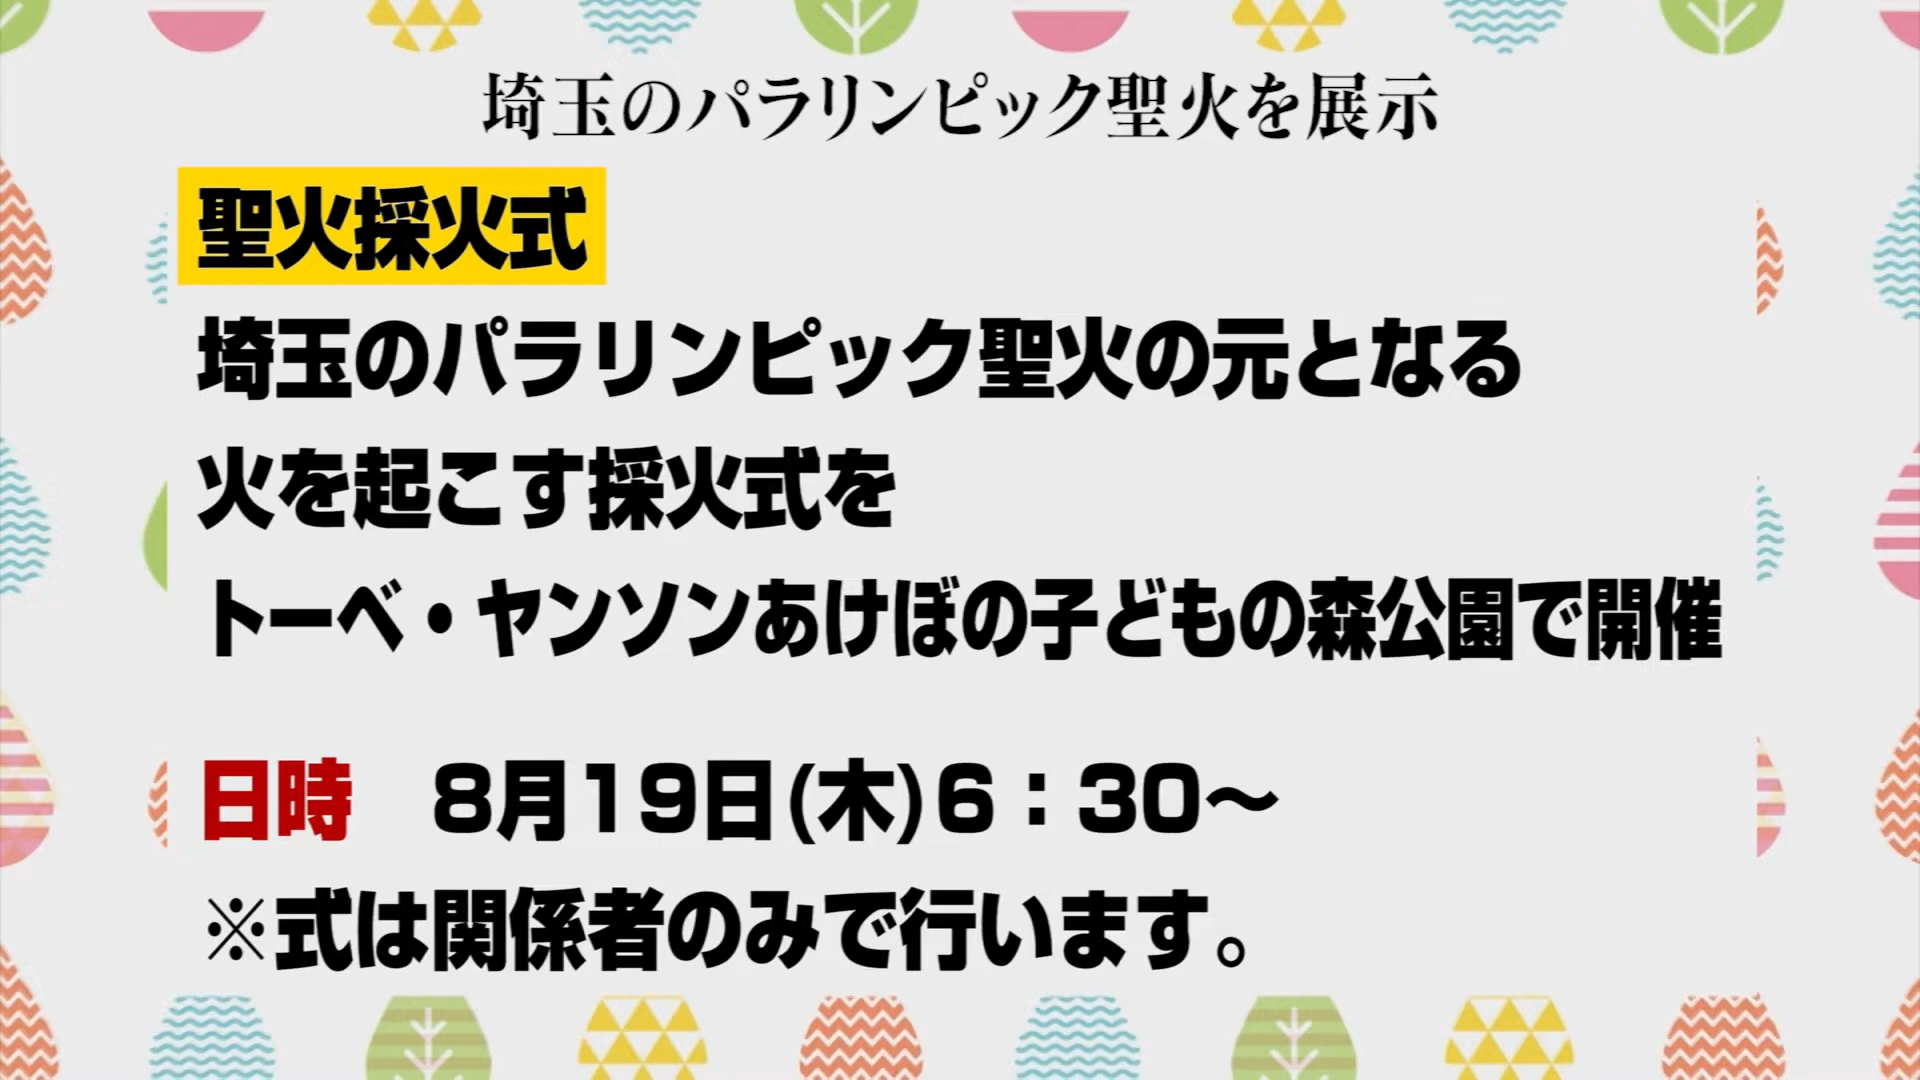 埼玉のパラリンピック聖火を展示
聖火採火式
埼玉のパラリンピック聖火の元となる
火を起こす採火式を
トーベ・ヤンソンあけぼの子どもの森公園で開催
日時　8月19日(木)6：30～
※式は関係者のみで行います。